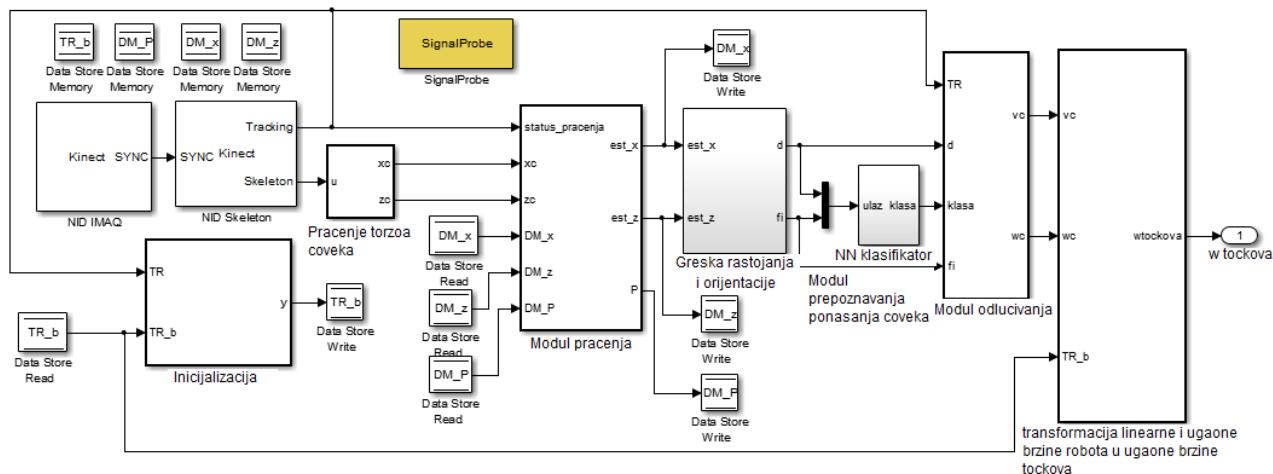 TR_b
DM_P
DM_x
DM_z
Data Store
Memory
Data Store
Memory
Data Store
Memory
Data Store
Memory
SignalProbe
SignalProbe
DM_x
Data Store
Write
Kinect SYNC
NID IMAQ
Tracking
SYNC Kinect
Skeleton
NID Skeleton
u
xc
zc
Pracenje torzoa
coveka
status_pracenja
xc
zc
DM_x
DM_z
DM_P
est_x
est_z
P
Modul pracenja
DM_x
Data Store
Read
DM_z
Data Store
Read
DM_P
Data Store
Read
est_x
est_z
d
fi
Greska rastojanja
i orijentacije
ulaz klasa
NN klasifikator
Modul
prepoznavanja
ponasanja coveka
TR
d
klasa
fi
vc
wc
Modul odlucivanja
vc
wc
TR_b
wtockova
transformacija linearne i ugaone
brzine robota u ugaone brzine
tockova
1
w tockova
TR
TR_b
y
Inicijalizacija
TR_b
Data Store
Read
TR_b
Data Store
Write
DM_z
Data Store
Write
DM_P
Data Store
Write